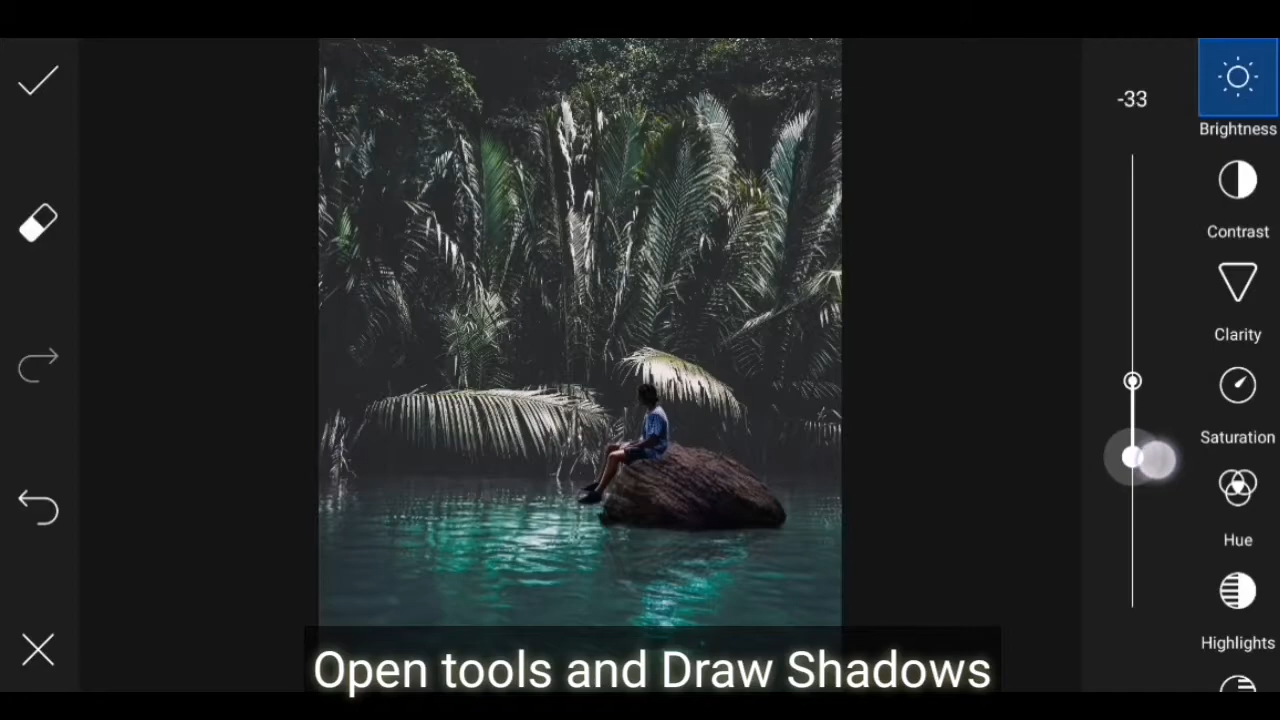 -33
Brightness
Contrast
Clarity
Saturation
Hue
Highlights
Open tools and Draw Shadows